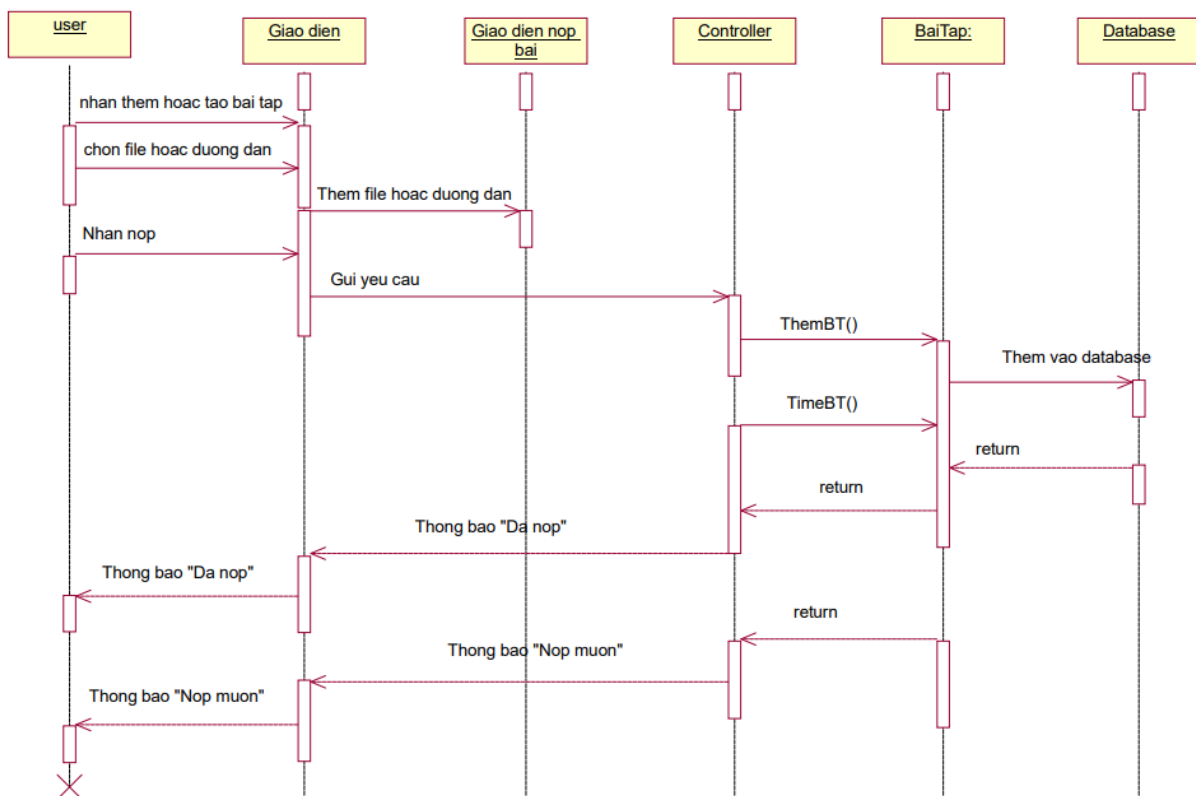 user
Giao dien
Giao dien nop
bai
Controller
BaiTap:
Database
nhan them hoac tao bai tap
chon file hoac duong dan
Them file hoac duong dan
Nhan nop
Gui yeu cau
ThemBT()
Them vao database
TimeBT()
return
return
Thong bao "Da nop"
Thong bao "Da nop"
return
Thong bao "Nop muon"
Thong bao "Nop muon"